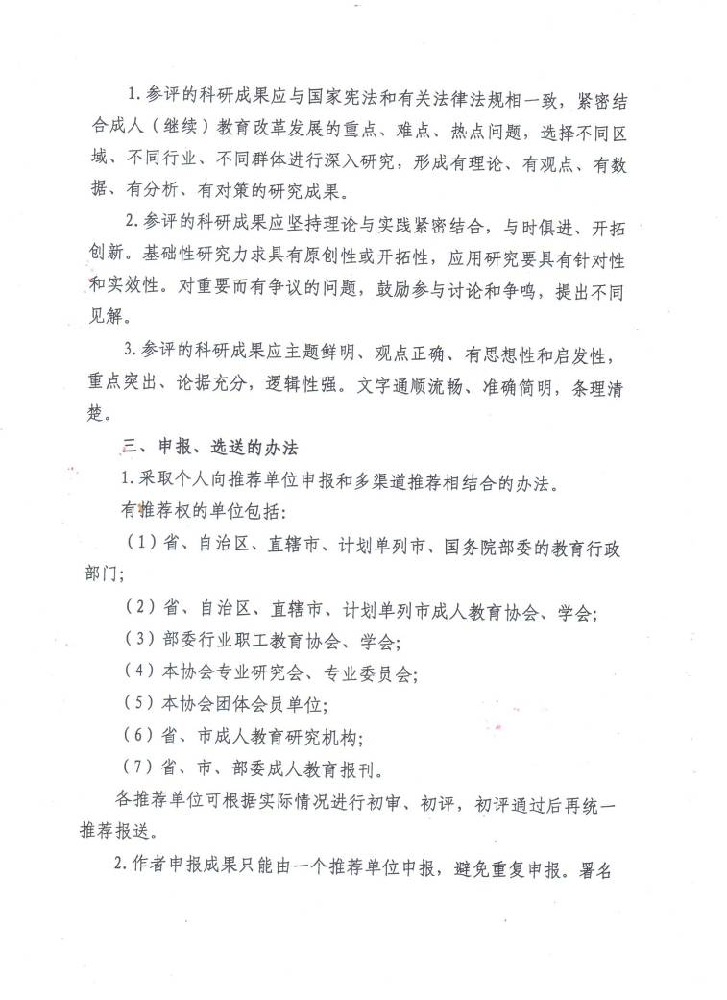 1.参评的科研成果应与国家宪法和有关法律法规相一致，紧密结
合成人（继续）教育改革发展的重点、难点、热点问题，选择不同区
域、不同行业、不同群体进行深入研究，形成有理论、有观点、有数
据、有分析、有对策的研究成果。
2.参评的科研成果应坚持理论与实践紧密结合，与时俱进、开拓
创新。基础性研究力求具有原创性或开拓性，应用研究要具有针对性
和实效性。对重要而有争议的问题，鼓励参与讨论和争鸣，提出不同
见解。
3.参评的科研成果应主题鲜明、观点正确、有思想性和启发性，
重点突出、论据充分，逻辑性强。文字通顺流畅、准确简明，条理清
楚。
三、申报、选送的办法
1.采取个人向推荐单位申报和多渠道推荐相结合的办法。
有推荐权的单位包括：
（1）省、自治区、直辖市、计划单列市、国务院部委的教育行政
部门；
（2）省、自治区、直辖市、计划单列市成人教育协会、学会；
（3）部委行业职工教育协会、学会；
（4）本协会专业研究会、专业委员会；
（5）本协会团体会员单位；
（6）省、市成人教育研究机构；
（7）省、市、部委成人教育报刊。
各推荐单位可根据实际情况进行初审、初评，初评通过后再统一
推荐报送。
2.作者申报成果只能由一个推荐单位申报，避免重复申报。署名